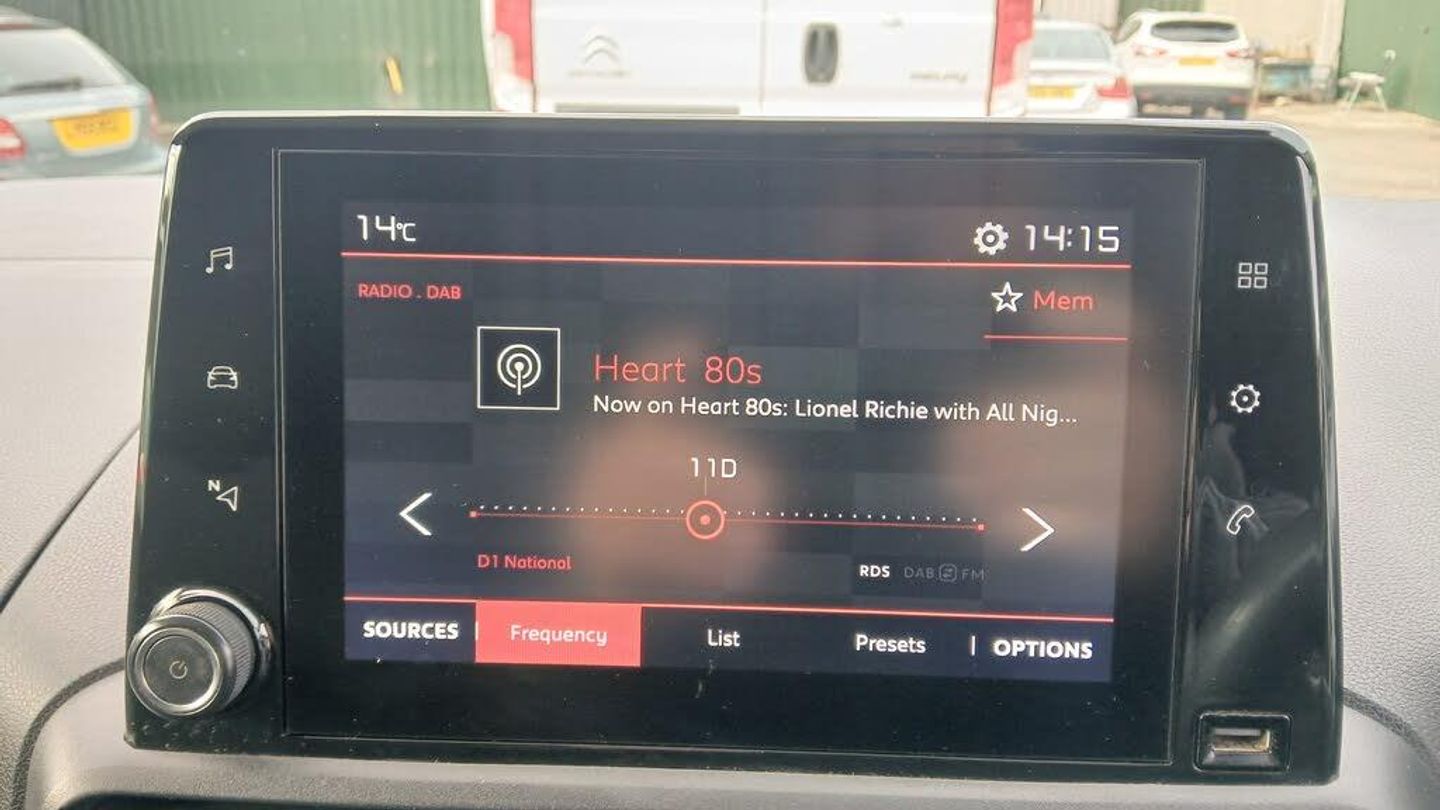 14°C
14:15
RADIO . DAB
Mem
Heart 80s
Now on Heart 80s: Lionel Richie with All Nig...
11D
D1 National
RDS DAB FM
SOURCES Frequency List Presets OPTIONS
N